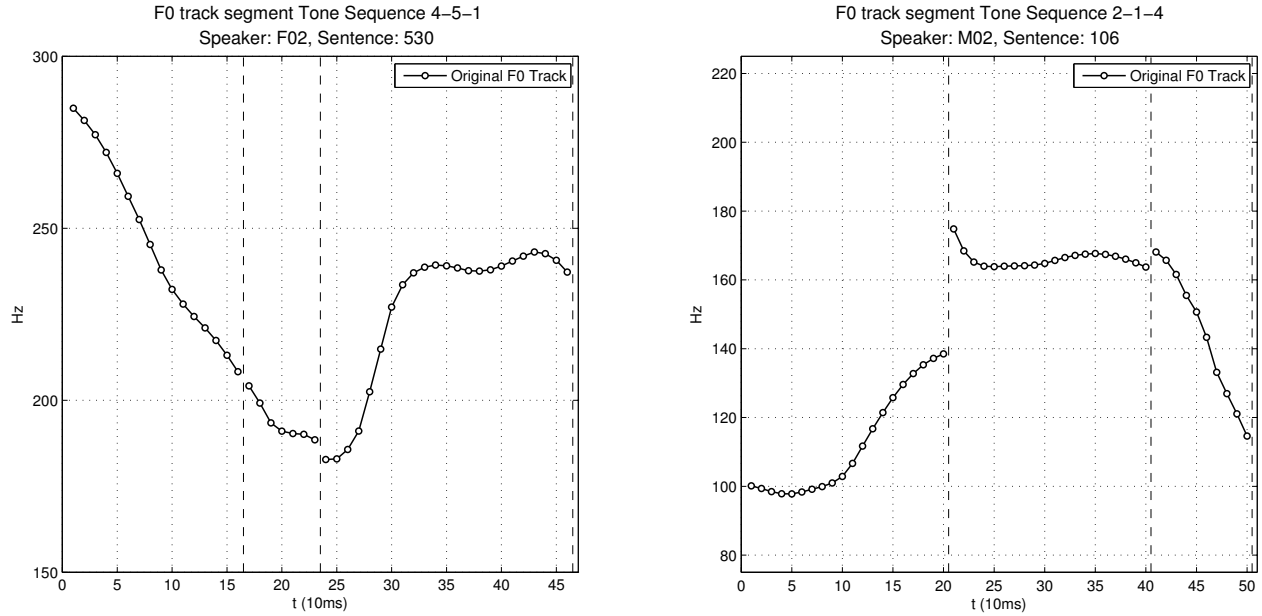 F0 track segment Tone Sequence 4−5−1
Speaker: F02, Sentence: 530
Original F0 Track
300
250
200
150
Hz
0 5 10 15 20 25 30 35 40 45
t (10ms)
F0 track segment Tone Sequence 2−1−4
Speaker: M02, Sentence: 106
Original F0 Track
220
200
180
160
140
120
100
80
Hz
0 5 10 15 20 25 30 35 40 45 50
t (10ms)